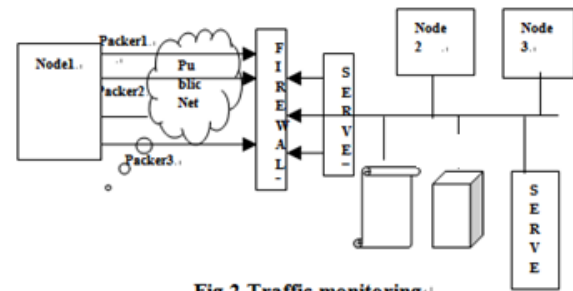 Packer1
Node1
Pu
blic
Net
Packer2
Packer3
F
I
R
E
W
A
L
S
E
R
V
E
Node
2
Node
3
S
E
R
V
E
Fig 2 Traffic monitoring